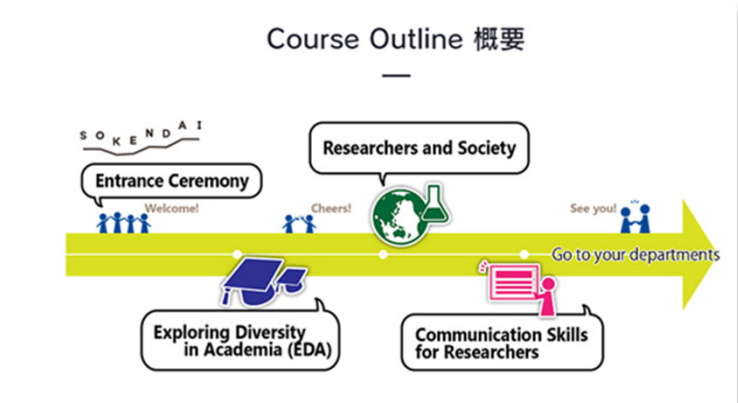 Course Outline 概要
SOKENDAI
Entrance Ceremony
Researchers and Society
Welcome!
Cheers!
See you!
Go to your departments
Exploring Diversity
in Academia (EDA)
Communication Skills
for Researchers